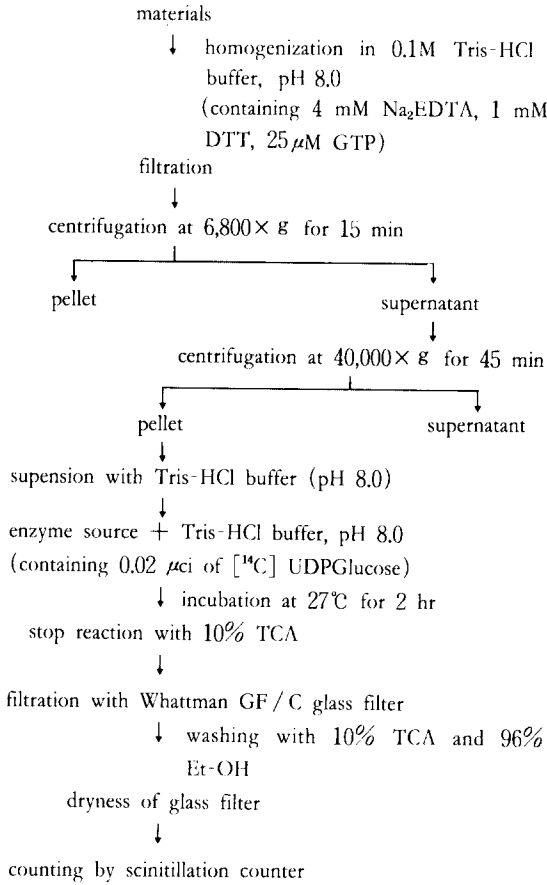 materials
homogenization in 0.1M Tris-HCl
buffer, pH 8.0
(containing 4 mM Na₂EDTA, 1 mM
DTT, 25μM GTP)
filtration
centrifugation at 6,800× g for 15 min
pellet supernatant
centrifugation at 40,000× g for 45 min
pellet supernatant
supension with Tris-HCl buffer (pH 8.0)
enzyme source + Tris-HCl buffer, pH 8.0
(containing 0.02 μci of [¹⁴C] UDPGlucose)
incubation at 27℃ for 2 hr
stop reaction with 10% TCA
filtration with Whattman GF/C glass filter
washing with 10% TCA and 96%
Et-OH
dryness of glass filter
counting by scinitillation counter